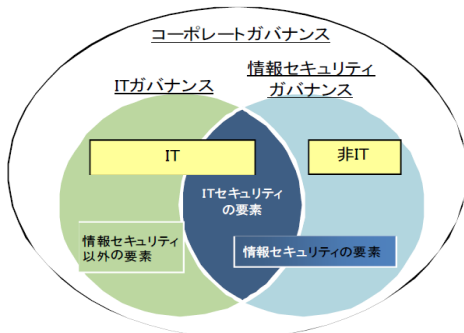 コーポレートガバナンス
情報セキュリティ
ガバナンス
ITガバナンス
IT
非IT
ITセキュリティ
の要素
情報セキュリティ
以外の要素
情報セキュリティの要素